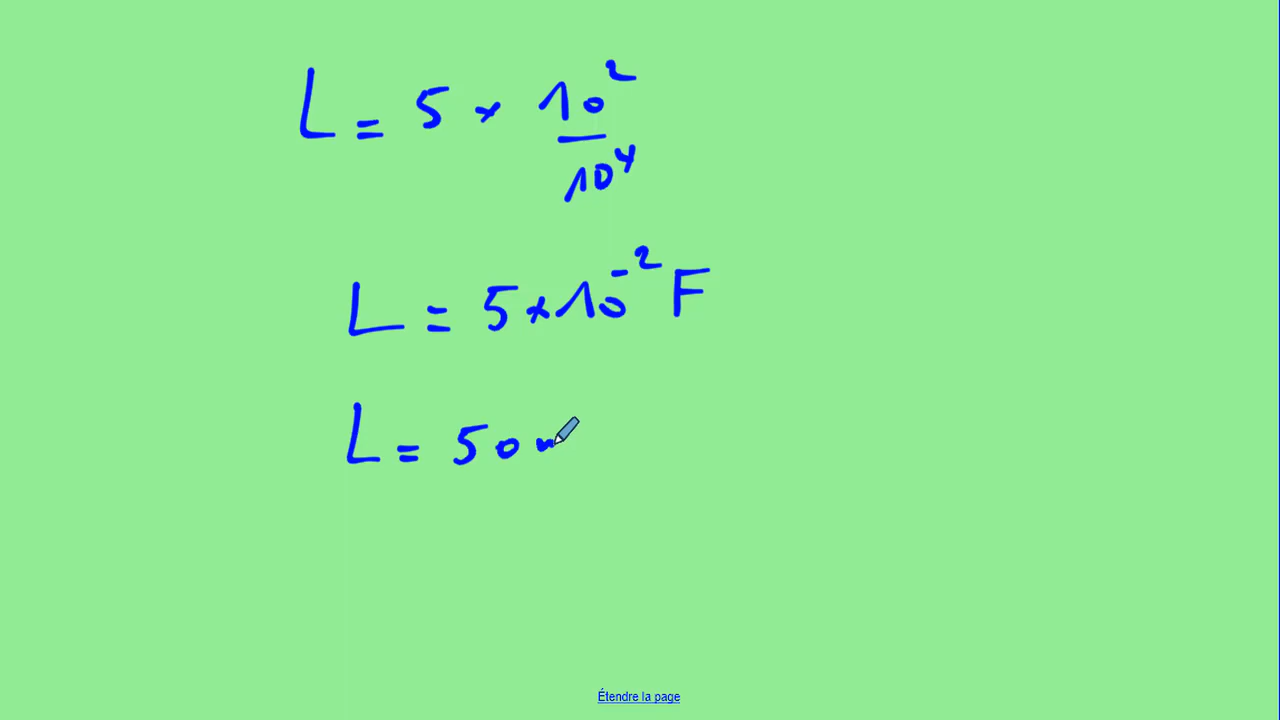 L = 5 × 10² / 10⁴
L = 5 × 10⁻² F
L = 50 m
Étendre la page